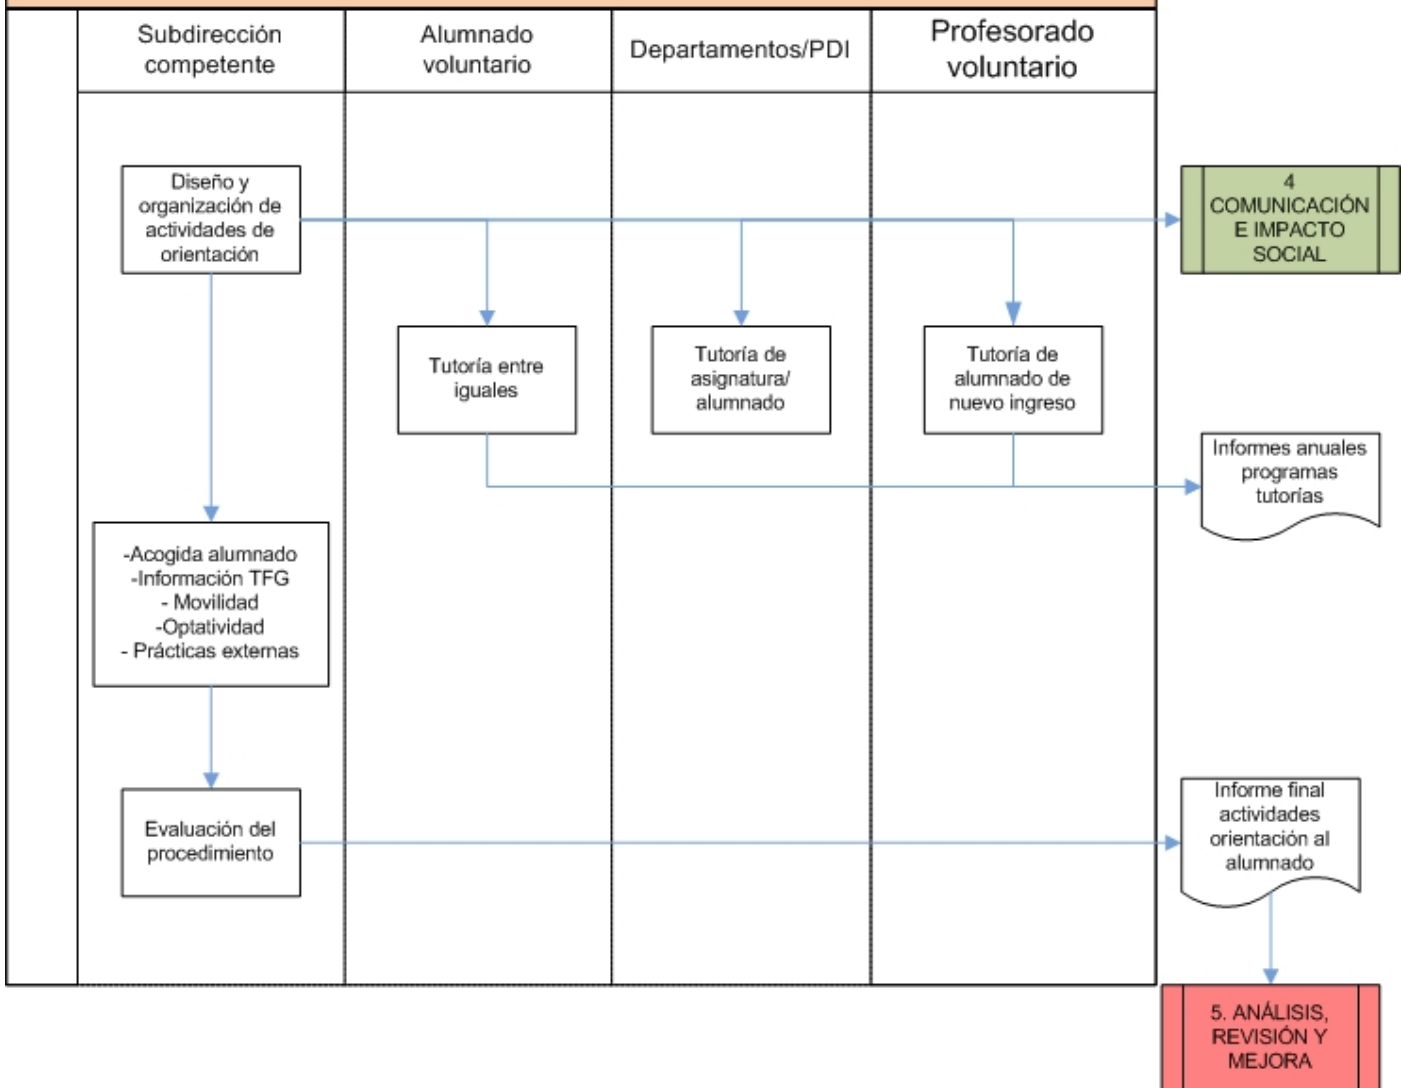 Subdirección
competente
Alumnado
voluntario
Departamentos/PDI
Profesorado
voluntario
Diseño y
organización de
actividades de
orientación
4
COMUNICACIÓN
E IMPACTO
SOCIAL
Tutoría entre
iguales
Tutoría de
asignatura/
alumnado
Tutoría de
alumnado de
nuevo ingreso
Informes anuales
programas
tutorías
-Acogida alumnado
-Información TFG
- Movilidad
-Optatividad
- Prácticas externas
Evaluación del
procedimiento
Informe final
actividades
orientación al
alumnado
5. ANÁLISIS,
REVISIÓN Y
MEJORA